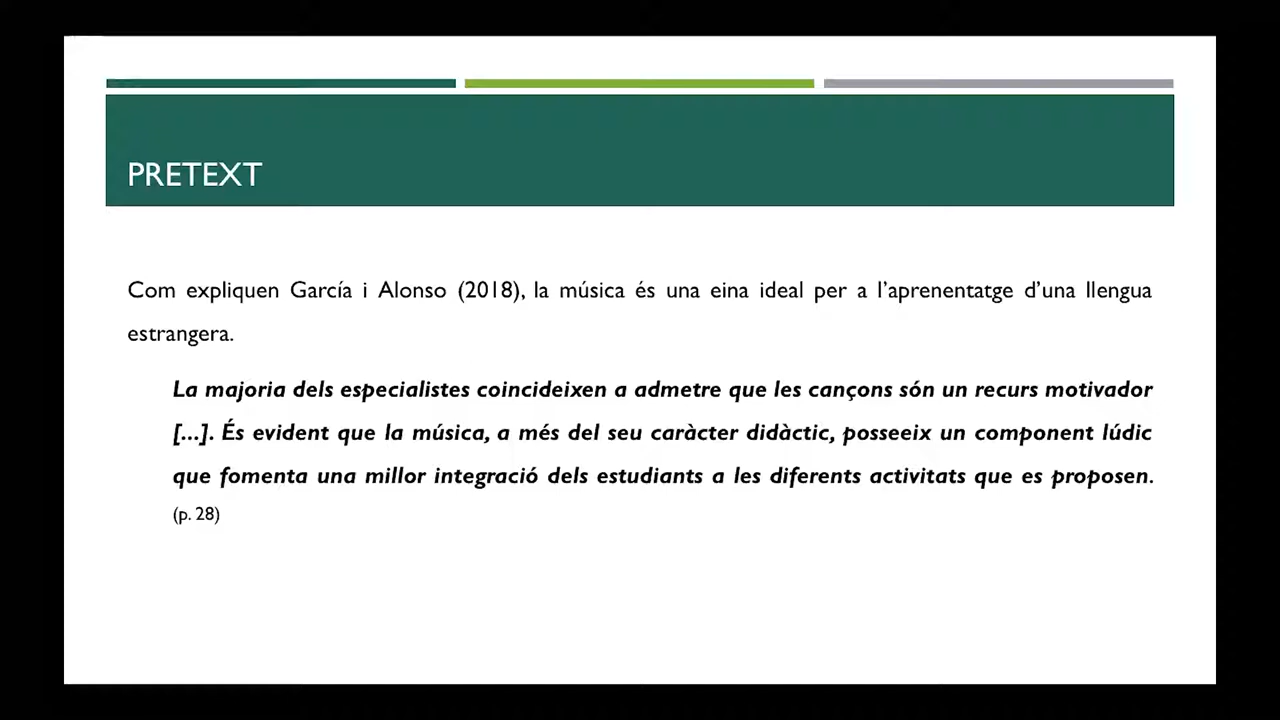 PRETEXT
Com expliquen García i Alonso (2018), la música és una eina ideal per a l’aprenentatge d’una llengua
estrangera.
La majoria dels especialistes coincideixen a admetre que les cançons són un recurs motivador
[...]. És evident que la música, a més del seu caràcter didàctic, posseeix un component lúdic
que fomenta una millor integració dels estudiants a les diferents activitats que es proposen.
(p. 28)